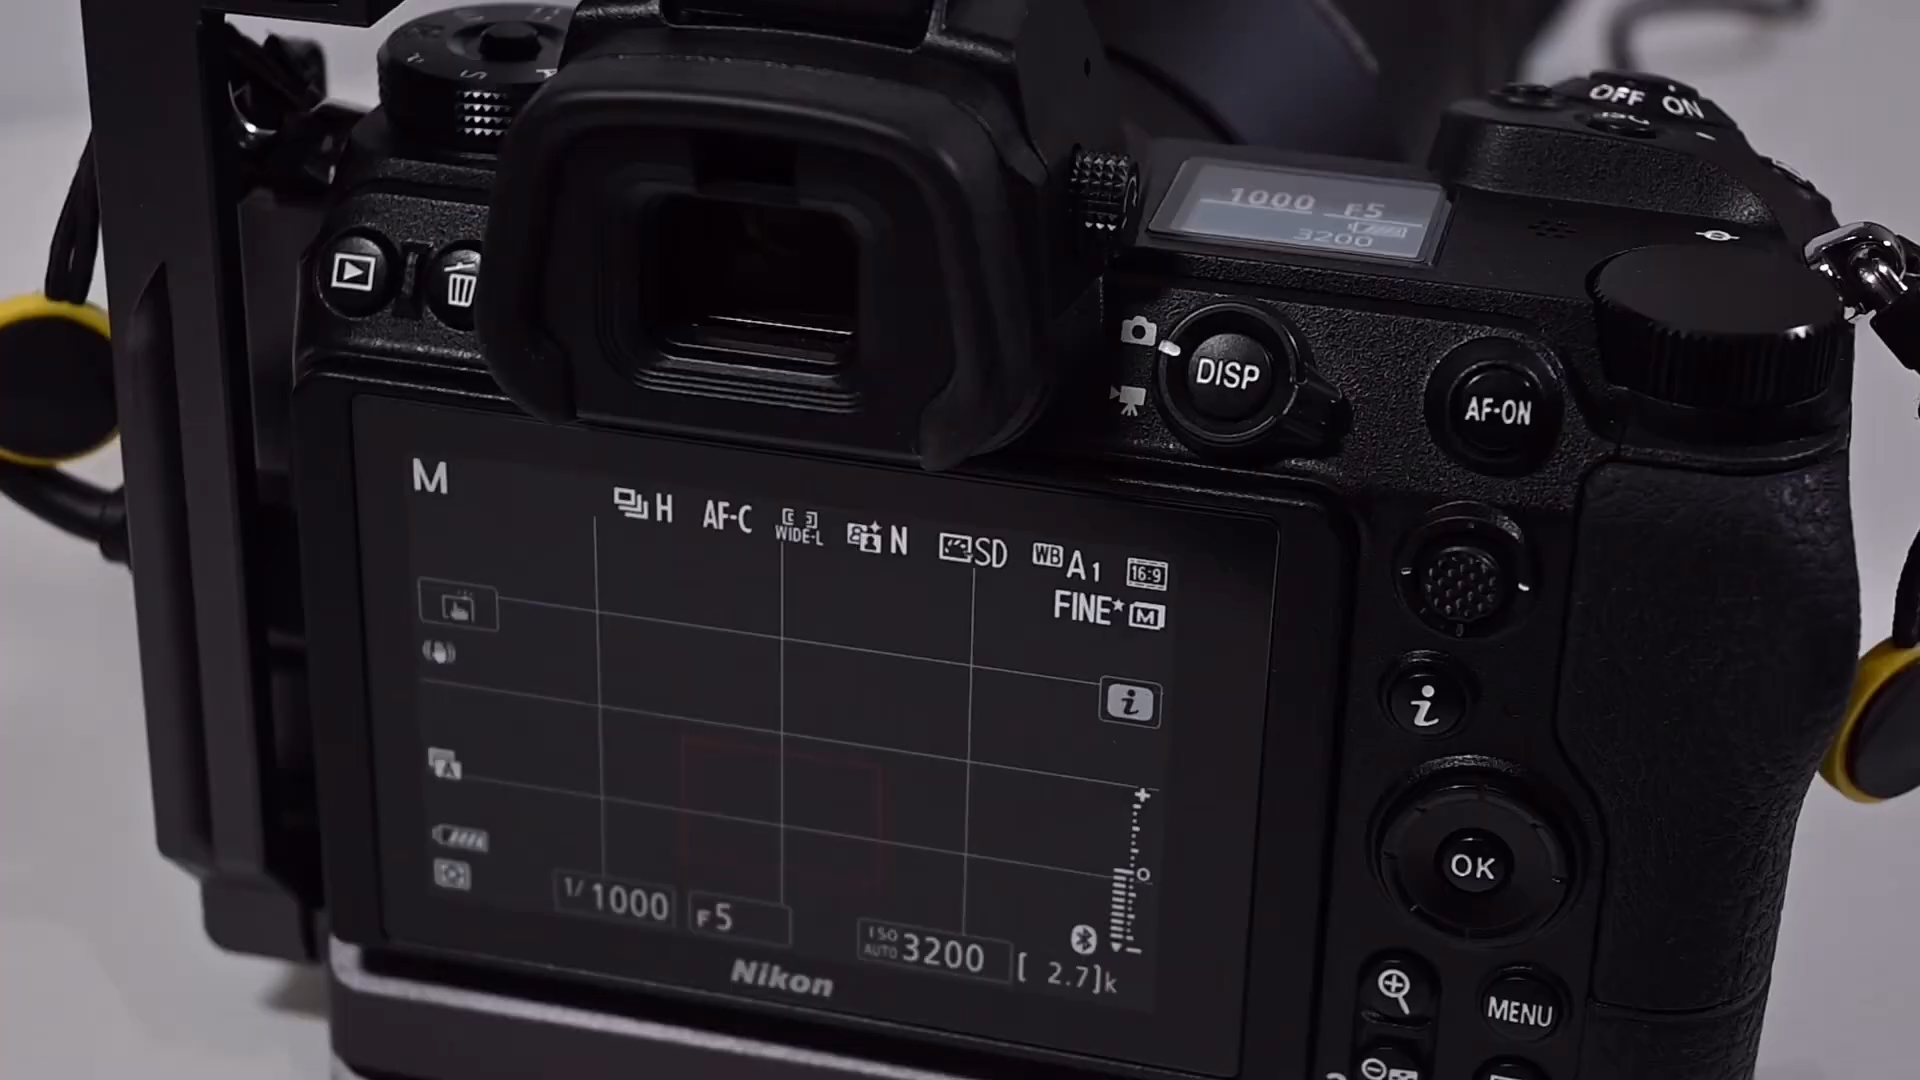 OFF ON
1000 F5
3200
DISP
AF-ON
M
H AF-C WIDE-L N SD WB A1 16:9
FINE★ M
i
i
OK
1/1000 F5
ISO AUTO 3200 [ 2.7]k
Nikon
MENU